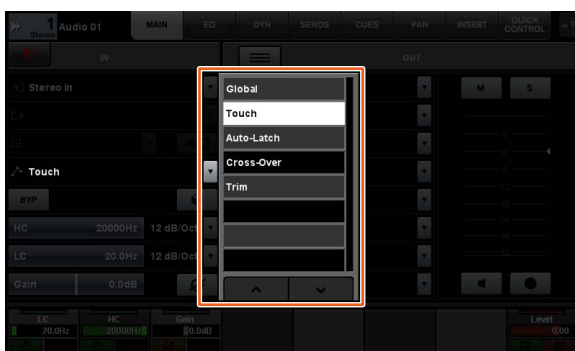 1 Stereo Audio 01 MAIN EQ DYN SENDS CUES PAN INSERT QUICK CONTROL
IN OUT
Stereo In M S
Global
Touch
Auto-Latch
Cross-Over
Trim
Touch
BYP
HC 20000Hz 12 dB/Oct
LC 20.0Hz 12 dB/Oct
Gain 0.0dB
LC HC Gain Level
20.0Hz 20000Hz 0.0dB 0.00